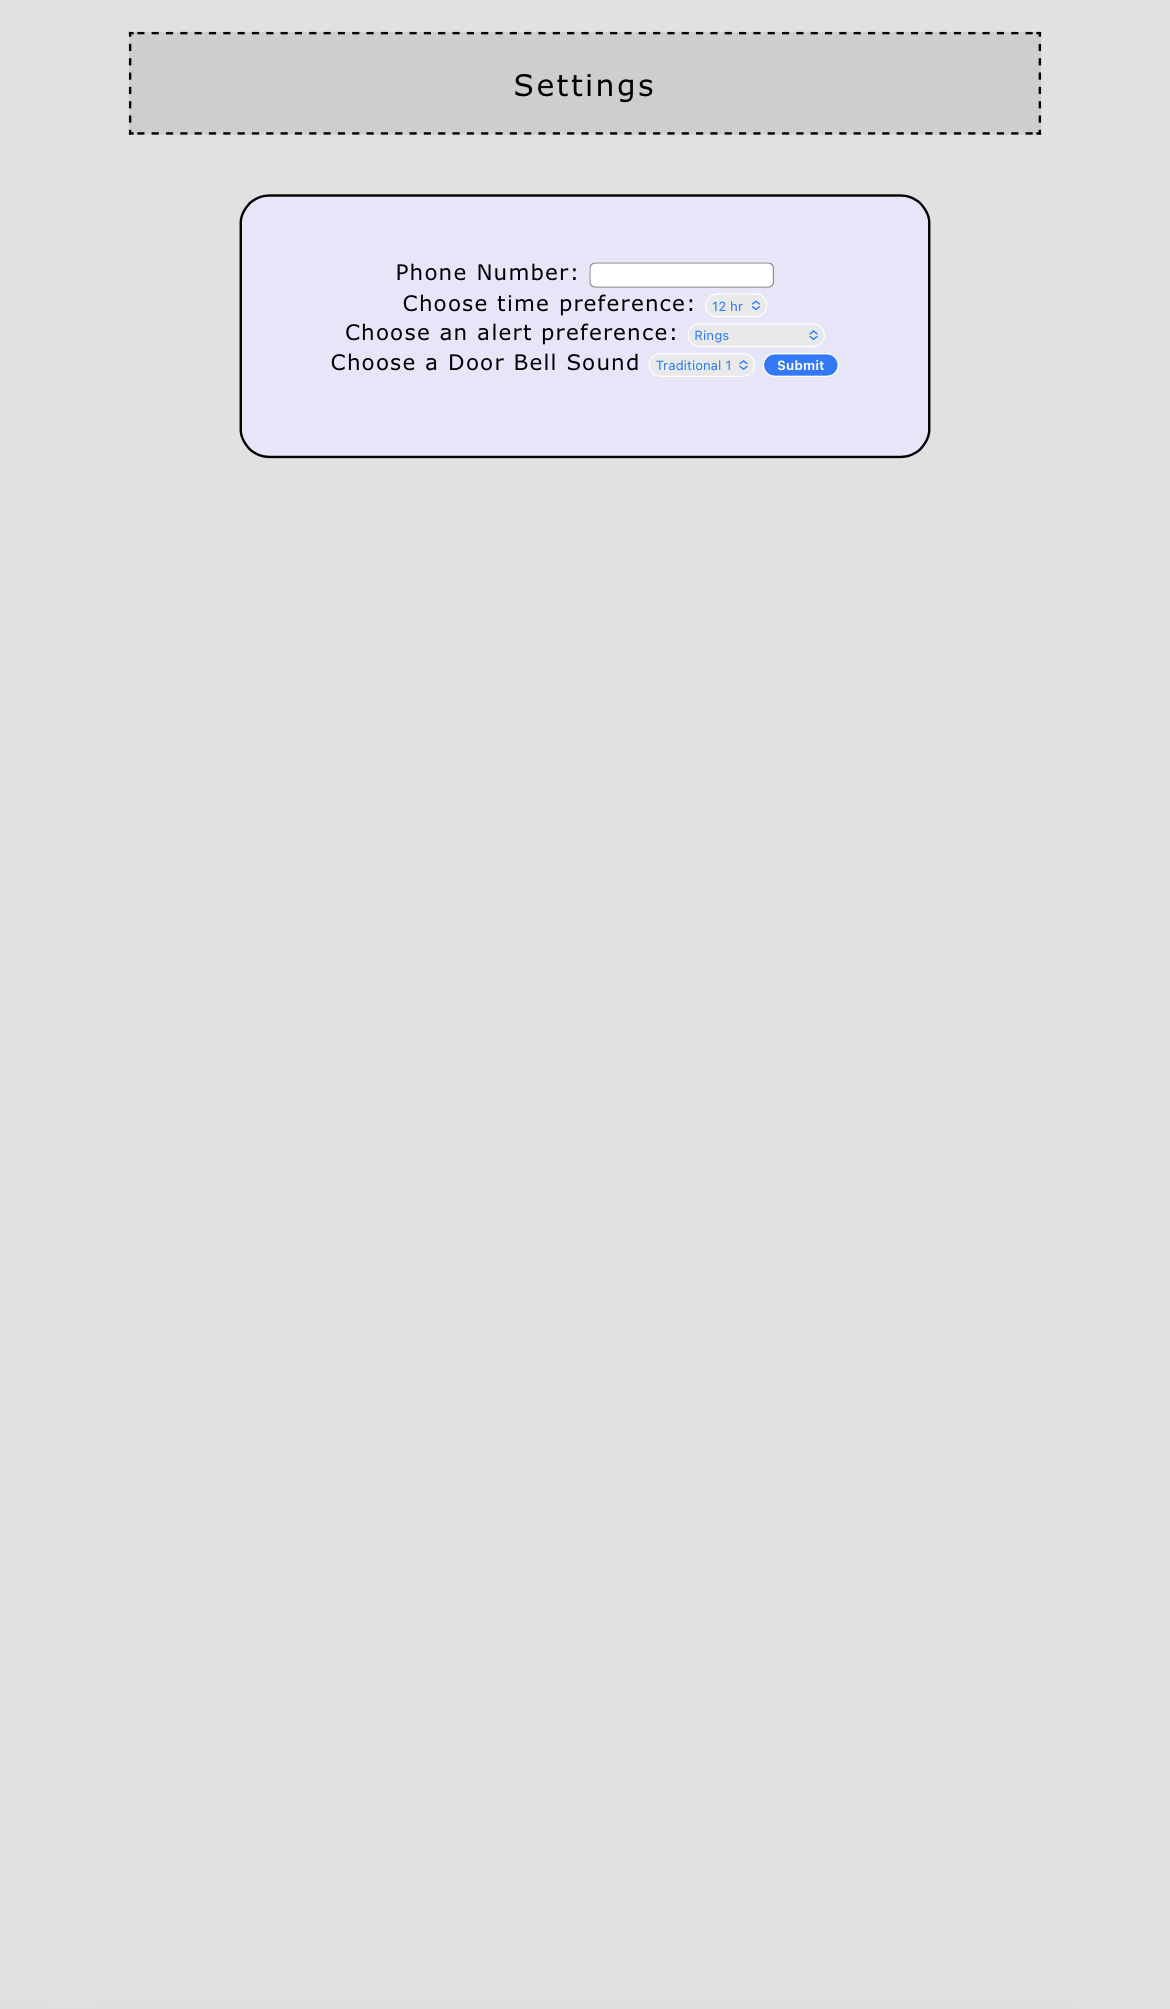 Settings
Phone Number:
Choose time preference: 12 hr
Choose an alert preference: Rings
Choose a Door Bell Sound Traditional 1 Submit